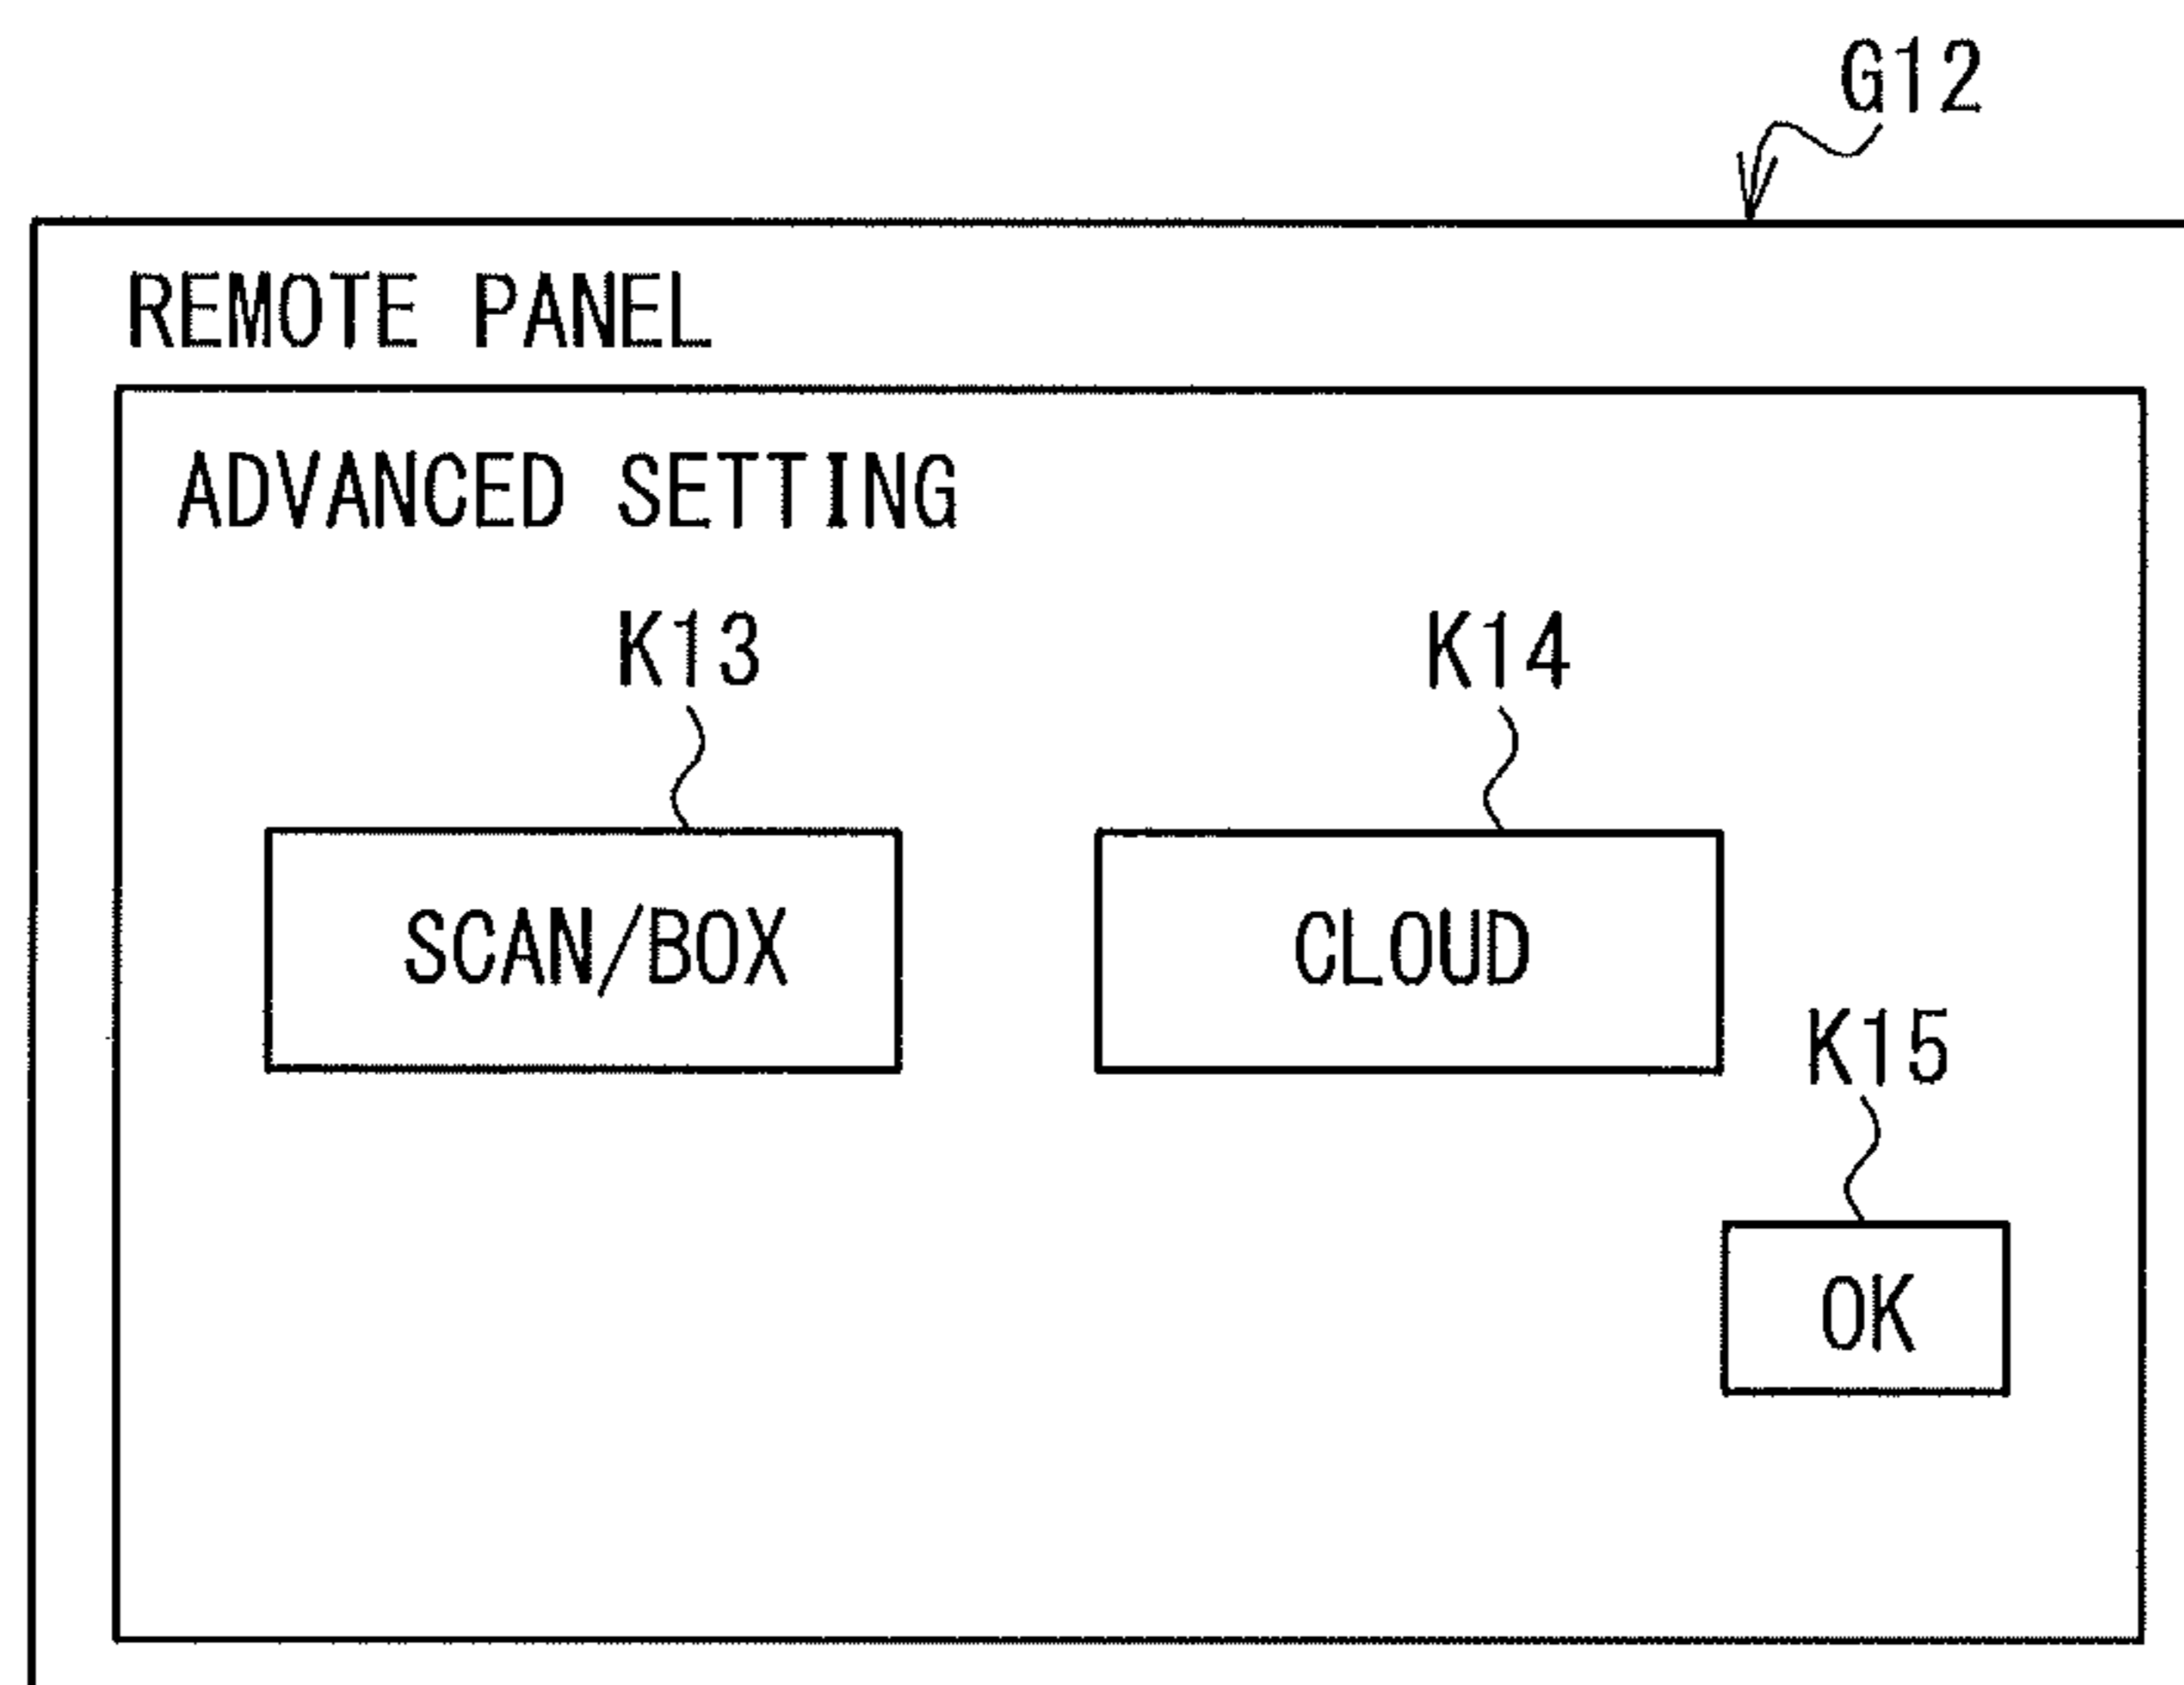 G12
REMOTE PANEL
ADVANCED SETTING
K13
K14
SCAN/BOX
CLOUD
K15
OK